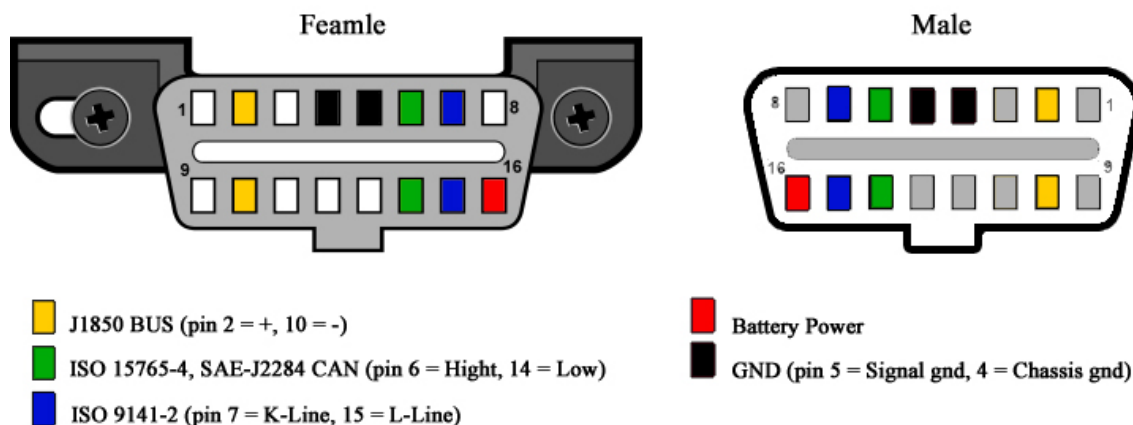 Feamle
Male
1
8
9
16
8
1
16
9
J1850 BUS (pin 2 = +, 10 = -)
ISO 15765-4, SAE-J2284 CAN (pin 6 = Hight, 14 = Low)
ISO 9141-2 (pin 7 = K-Line, 15 = L-Line)
Battery Power
GND (pin 5 = Signal gnd, 4 = Chassis gnd)